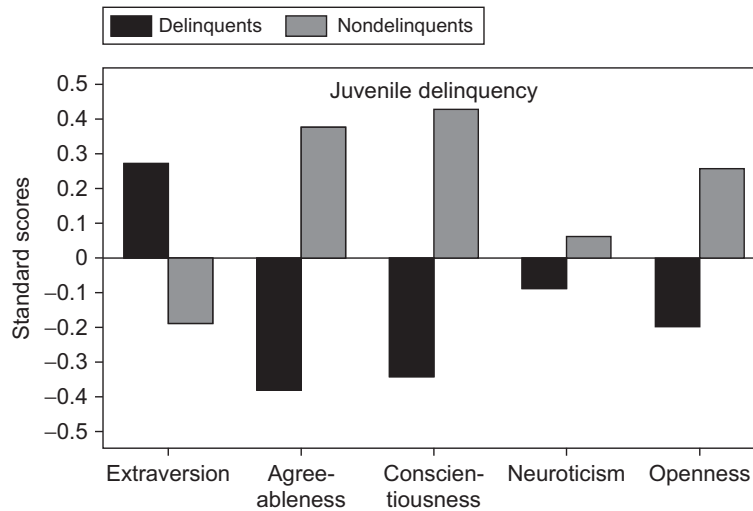 Delinquents Nondelinquents
Juvenile delinquency
Standard scores
0.5
0.4
0.3
0.2
0.1
0
−0.1
−0.2
−0.3
−0.4
−0.5
Extraversion Agree- Conscien- Neuroticism Openness
ableness tiousness